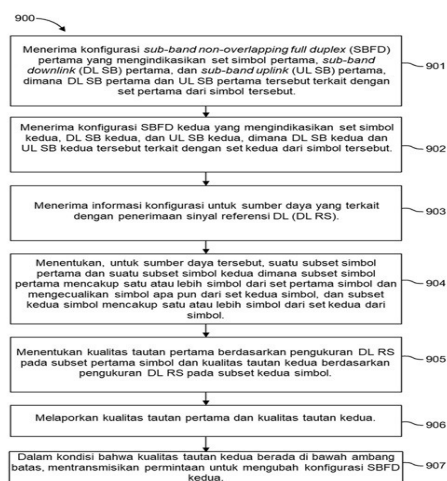 900
Menerima konfigurasi sub-band non-overlapping full duplex (SBFD)
pertama yang mengindikasikan set simbol pertama, sub-band
downlink (DL SB) pertama, dan sub-band uplink (UL SB) pertama,
dimana DL SB pertama dan UL SB pertama tersebut terkait dengan
set pertama dari simbol tersebut.
901
Menerima konfigurasi SBFD kedua yang mengindikasikan set simbol
kedua, DL SB kedua, dan UL SB kedua, dimana DL SB kedua dan
UL SB kedua tersebut terkait dengan set kedua dari simbol tersebut.
902
Menerima informasi konfigurasi untuk sumber daya yang terkait
dengan penerimaan sinyal referensi DL (DL RS).
903
Menentukan, untuk sumber daya tersebut, suatu subset simbol
pertama dan suatu subset simbol kedua dimana subset simbol
pertama mencakup satu atau lebih simbol dari set pertama simbol dan
mengecualikan simbol apa pun dari set kedua simbol, dan subset
kedua simbol mencakup satu atau lebih simbol dari set kedua dari
simbol.
904
Menentukan kualitas tautan pertama berdasarkan pengukuran DL RS
pada subset pertama simbol dan kualitas tautan kedua berdasarkan
pengukuran DL RS pada subset kedua simbol.
905
Melaporkan kualitas tautan pertama dan kualitas tautan kedua.
906
Dalam kondisi bahwa kualitas tautan kedua berada di bawah ambang
batas, mentransmisikan permintaan untuk mengubah konfigurasi SBFD
kedua.
907